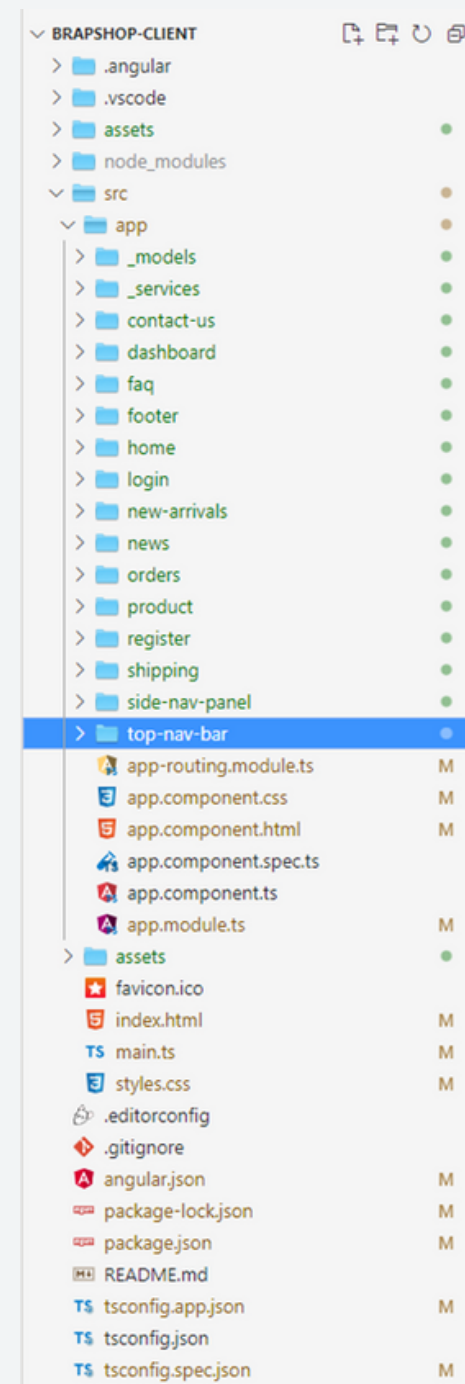 BRAPSHOP-CLIENT
.angular
.vscode
assets
node_modules
src
app
_models
_services
contact-us
dashboard
faq
footer
home
login
new-arrivals
news
orders
product
register
shipping
side-nav-panel
top-nav-bar
app-routing.module.ts M
app.component.css M
app.component.html M
app.component.spec.ts
app.component.ts
app.module.ts M
assets
favicon.ico
index.html M
TS main.ts M
styles.css M
.editorconfig
.gitignore
angular.json M
package-lock.json M
package.json M
README.md
TS tsconfig.app.json M
TS tsconfig.json
TS tsconfig.spec.json M